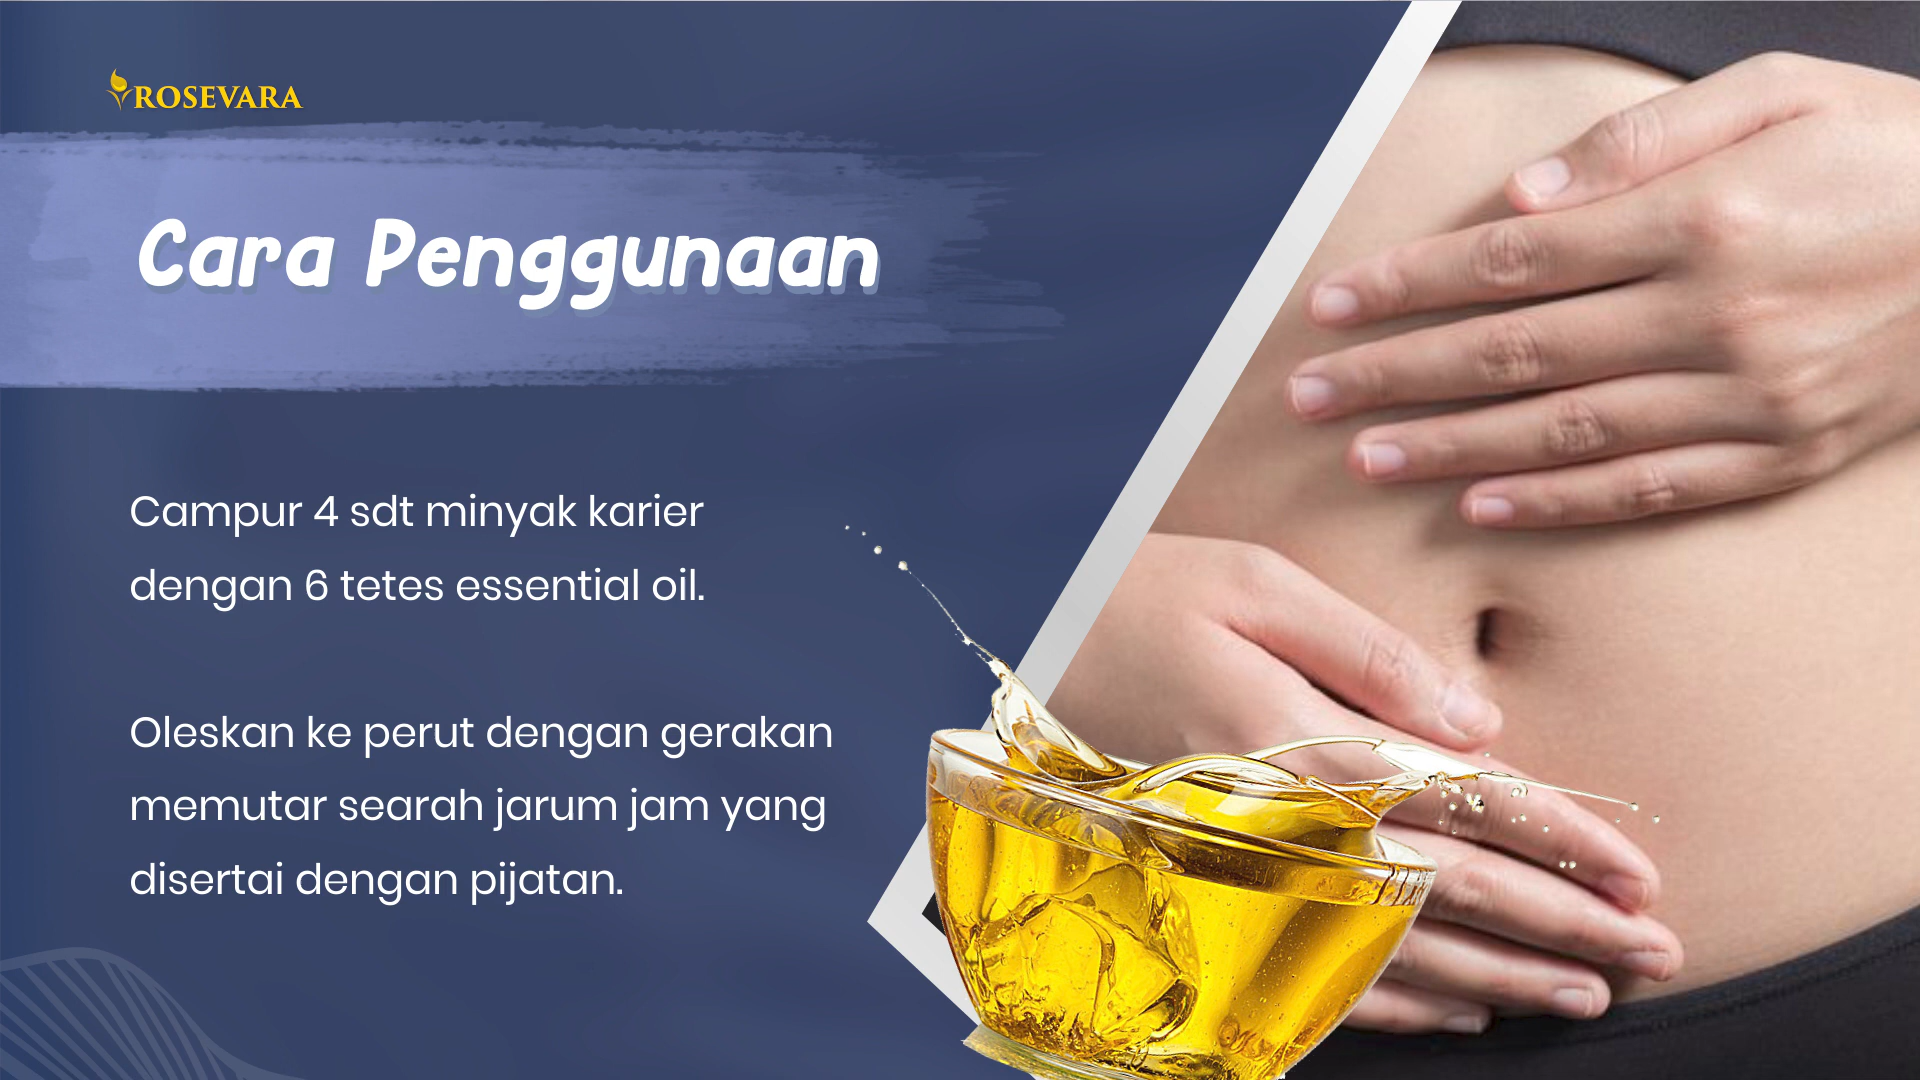 ROSEVARA
Cara Penggunaan
Campur 4 sdt minyak karier
dengan 6 tetes essential oil.
Oleskan ke perut dengan gerakan
memutar searah jarum jam yang
disertai dengan pijatan.